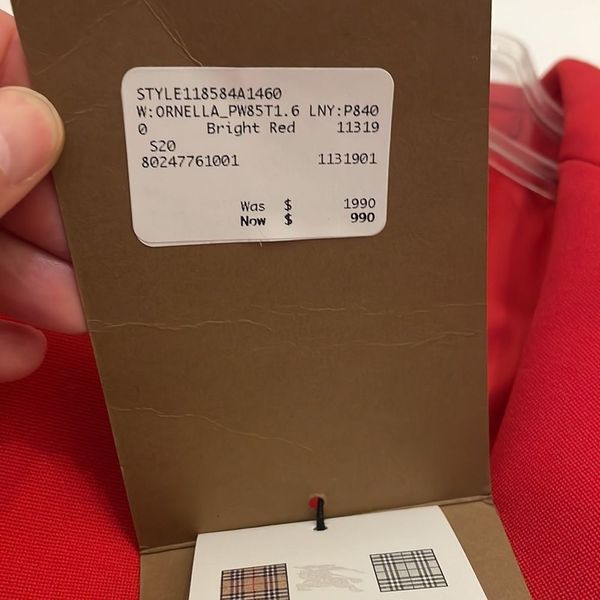 STYLE118584A1460
W:ORNELLA_PW85T1.6 LNY:P840
0 Bright Red 11319
S20
80247761001 1131901
Was $ 1990
Now $ 990